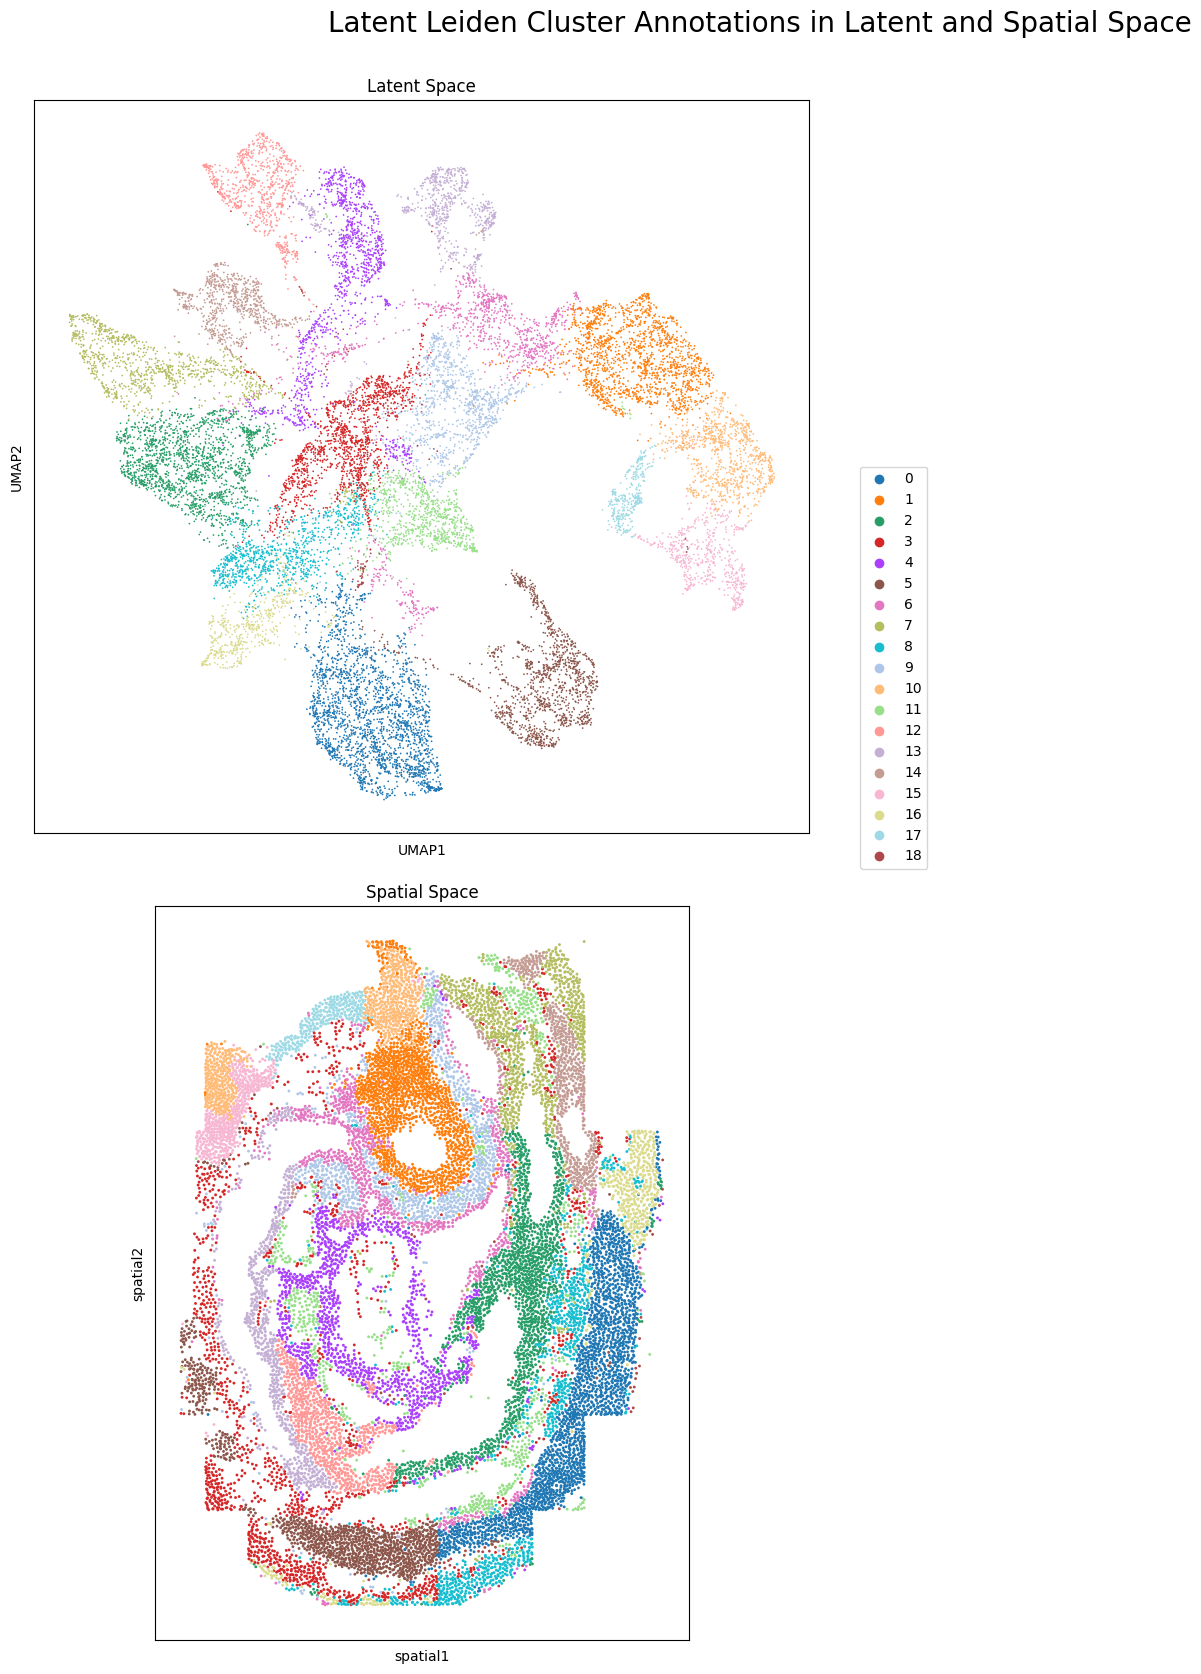 Latent Leiden Cluster Annotations in Latent and Spatial Space
Latent Space
UMAP2
UMAP1
0
1
2
3
4
5
6
7
8
9
10
11
12
13
14
15
16
17
18
Spatial Space
spatial2
spatial1